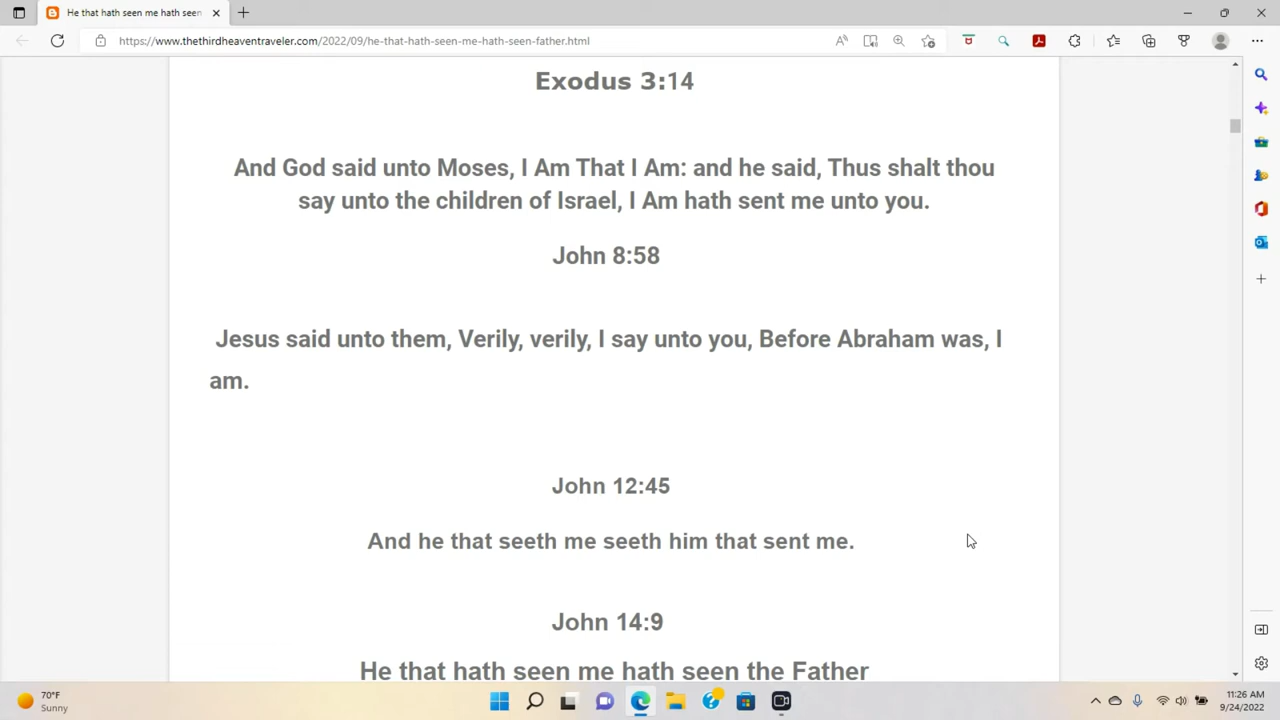 He that hath seen me hath seen
https://www.thethirdheaventraveler.com/2022/09/he-that-hath-seen-me-hath-seen-father.html
Exodus 3:14
And God said unto Moses, I Am That I Am: and he said, Thus shalt thou
say unto the children of Israel, I Am hath sent me unto you.
John 8:58
Jesus said unto them, Verily, verily, I say unto you, Before Abraham was, I
am.
John 12:45
And he that seeth me seeth him that sent me.
John 14:9
He that hath seen me hath seen the Father
70°F
Sunny
11:26 AM
9/24/2022